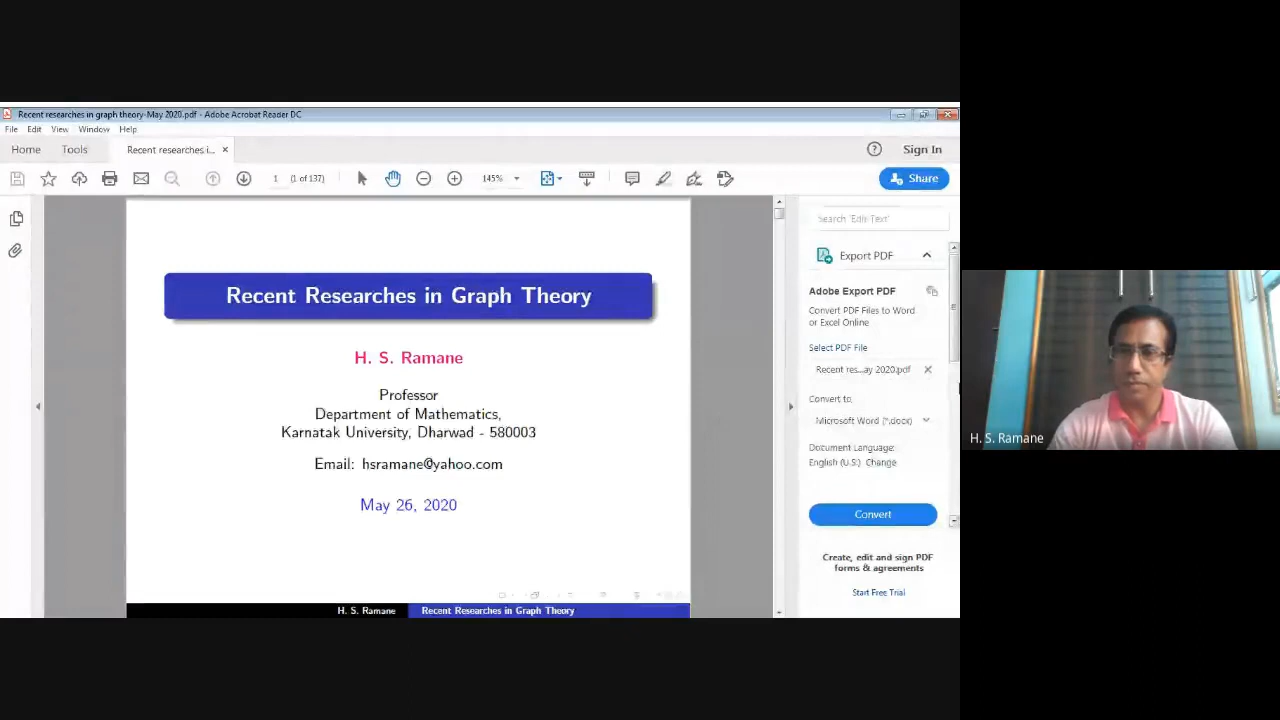 Recent researches in graph theory-May 2020.pdf - Adobe Acrobat Reader DC
File Edit View Window Help
Home Tools Recent researches i... × Sign In
1 (1 of 137) 145% Share
Search 'Edit Text'
Recent Researches in Graph Theory
H. S. Ramane
Professor
Department of Mathematics,
Karnatak University, Dharwad - 580003
Email: hsramane@yahoo.com
May 26, 2020
H. S. Ramane Recent Researches in Graph Theory
Export PDF
Adobe Export PDF
Convert PDF Files to Word
or Excel Online
Select PDF File
Recent res...ay 2020.pdf ×
Convert to
Microsoft Word (*.docx)
Document Language:
English (U.S.) Change
Convert
Create, edit and sign PDF
forms & agreements
Start Free Trial
H. S. Ramane